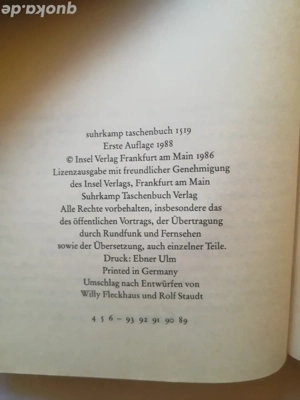 quoka.de
suhrkamp taschenbuch 1519
Erste Auflage 1988
© Insel Verlag Frankfurt am Main 1986
Lizenzausgabe mit freundlicher Genehmigung
des Insel Verlags, Frankfurt am Main
Suhrkamp Taschenbuch Verlag
Alle Rechte vorbehalten, insbesondere das
des öffentlichen Vortrags, der Übertragung
durch Rundfunk und Fernsehen
sowie der Übersetzung, auch einzelner Teile.
Druck: Ebner Ulm
Printed in Germany
Umschlag nach Entwürfen von
Willy Fleckhaus und Rolf Staudt
4 5 6 – 93 92 91 90 89